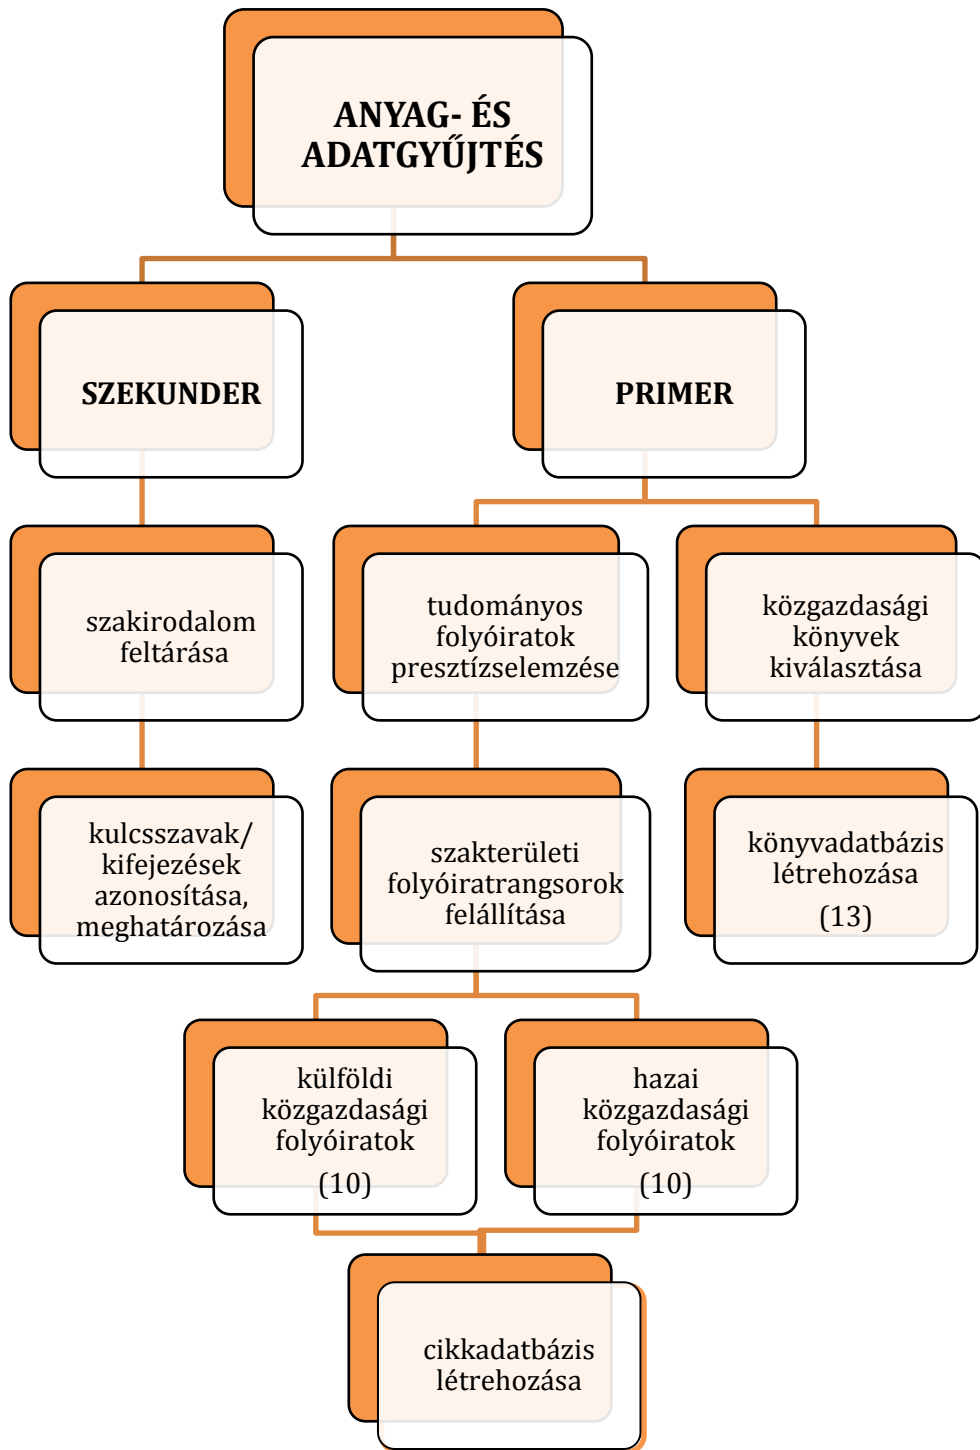 ANYAG- ÉS
ADATGYŰJTÉS
SZEKUNDER
PRIMER
szakirodalom
feltárása
tudományos
folyóiratok
presztízselemzése
közgazdasági
könyvek
kiválasztása
kulcsszavak/
kifejezések
azonosítása,
meghatározása
szakterületi
folyóiratrangsorok
felállítása
könyvadatbázis
létrehozása
(13)
külföldi
közgazdasági
folyóiratok
(10)
hazai
közgazdasági
folyóiratok
(10)
cikkadatbázis
létrehozása